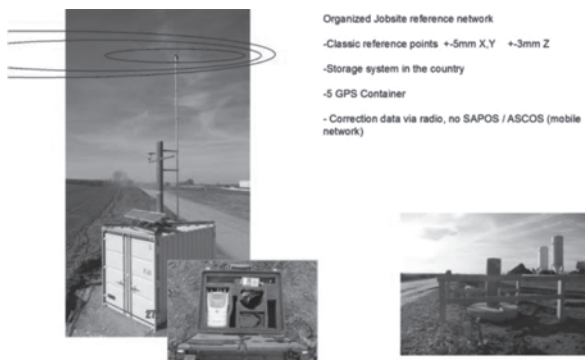 Organized Jobsite reference network
-Classic reference points +-5mm X,Y +-3mm Z
-Storage system in the country
-5 GPS Container
- Correction data via radio, no SAPOS / ASCOS (mobile
network)